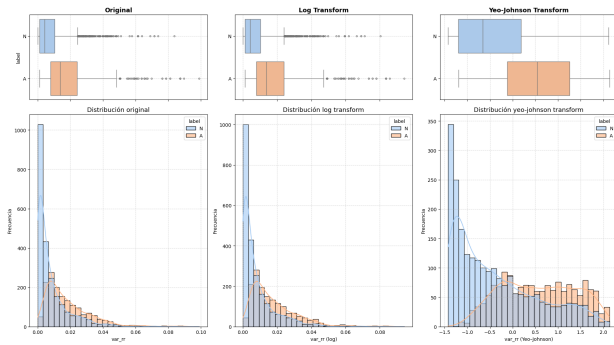 Original
Log Transform
Yeo-Johnson Transform
label
N
A
N
A
N
A
Distribución original
Distribución log transform
Distribución yeo-johnson transform
label
N
A
label
N
A
label
N
A
Frecuencia
1000
800
600
400
200
0
0.00
0.02
0.04
0.06
0.08
0.10
var_rr
Frecuencia
1000
800
600
400
200
0
0.00
0.02
0.04
0.06
0.08
var_rr (log)
Frecuencia
350
300
250
200
150
100
50
0
−1.5
−1.0
−0.5
0.0
0.5
1.0
1.5
2.0
var_rr (Yeo-Johnson)